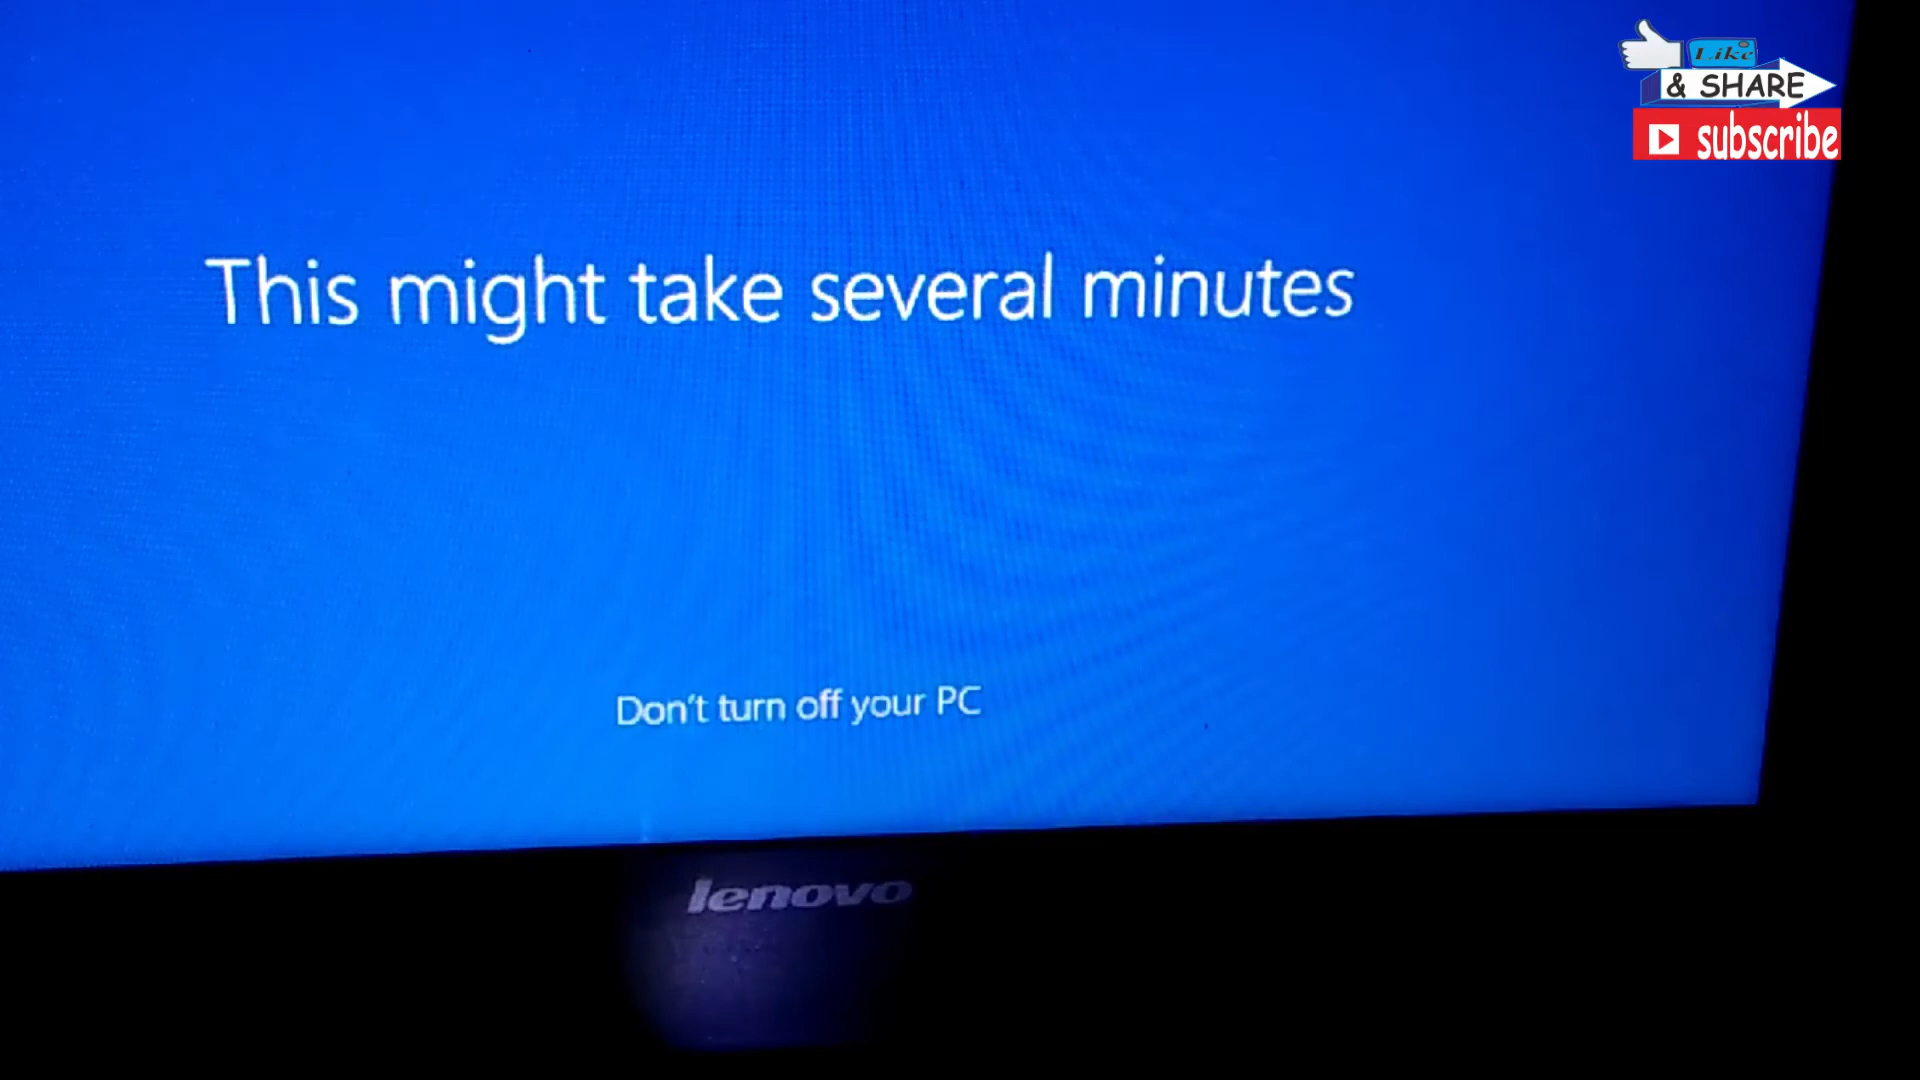 Like
& SHARE
subscribe
This might take several minutes
Don't turn off your PC
lenovo